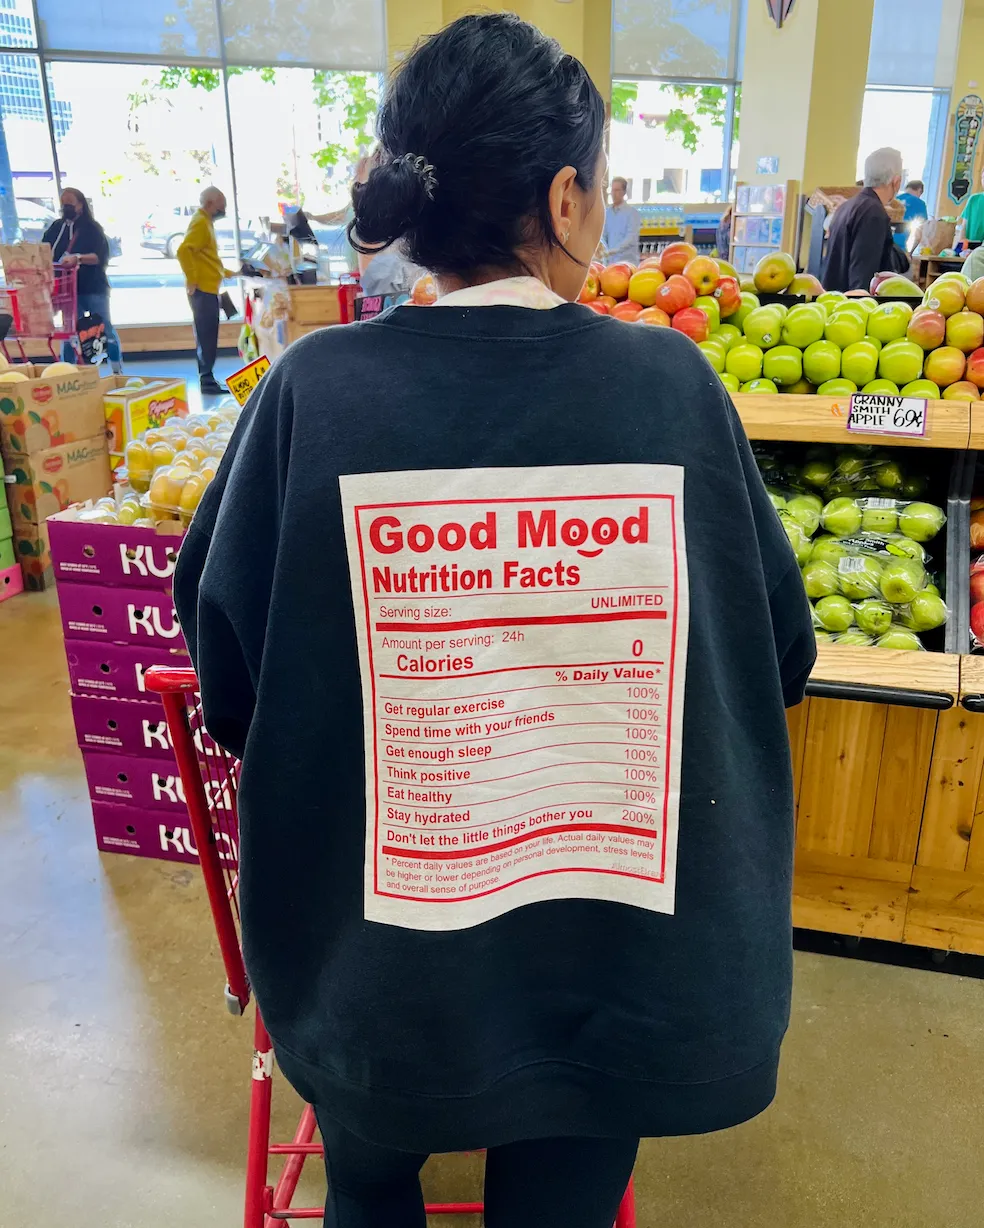 Good Mood
Nutrition Facts
Serving size: UNLIMITED
Amount per serving: 24h
Calories 0
% Daily Value*
Get regular exercise 100%
Spend time with your friends 100%
Get enough sleep 100%
Think positive 100%
Eat healthy 100%
Stay hydrated 100%
Don't let the little things bother you 200%
* Percent daily values are based on your life. Actual daily values may
be higher or lower depending on personal development, stress levels
and overall sense of purpose.
GRANNY
SMITH
APPLE 69¢
MAG
MAG
KU
KU
K
K
KU
KU